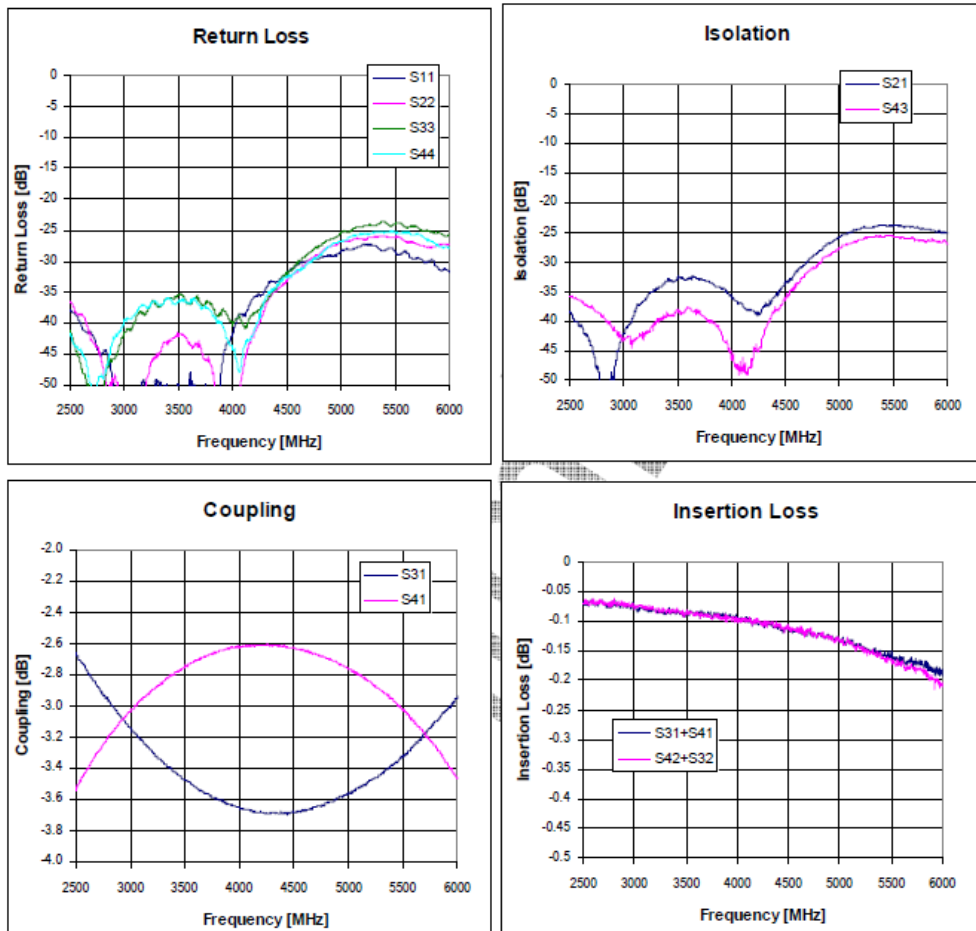 Return Loss
S11
S22
S33
S44
0
-5
-10
-15
-20
-25
-30
-35
-40
-45
-50
Return Loss [dB]
2500 3000 3500 4000 4500 5000 5500 6000
Frequency [MHz]
Isolation
S21
S43
0
-5
-10
-15
-20
-25
-30
-35
-40
-45
-50
Isolation [dB]
2500 3000 3500 4000 4500 5000 5500 6000
Frequency [MHz]
Coupling
S31
S41
-2.0
-2.2
-2.4
-2.6
-2.8
-3.0
-3.2
-3.4
-3.6
-3.8
-4.0
Coupling [dB]
2500 3000 3500 4000 4500 5000 5500 6000
Frequency [MHz]
Insertion Loss
0
-0.05
-0.1
-0.15
-0.2
-0.25
-0.3
-0.35
-0.4
-0.45
-0.5
Insertion Loss [dB]
S31+S41
S42+S32
2500 3000 3500 4000 4500 5000 5500 6000
Frequency [MHz]